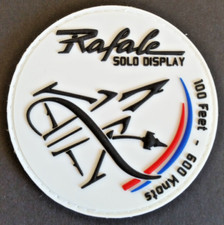 Rafale
SOLO DISPLAY
100 Feet - 600 Knots